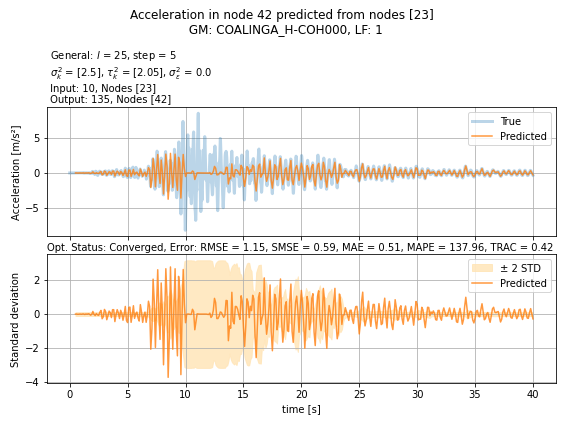 Acceleration in node 42 predicted from nodes [23]
GM: COALINGA_H-COH000, LF: 1
General: l = 25, step = 5
σ²ₖ = [2.5], τ²ₖ = [2.05], σ²ε = 0.0
Input: 10, Nodes [23]
Output: 135, Nodes [42]
True
Predicted
Acceleration [m/s²]
5
0
−5
Opt. Status: Converged, Error: RMSE = 1.15, SMSE = 0.59, MAE = 0.51, MAPE = 137.96, TRAC = 0.42
± 2 STD
Predicted
Standard deviation
2
0
−2
−4
0 5 10 15 20 25 30 35 40
time [s]